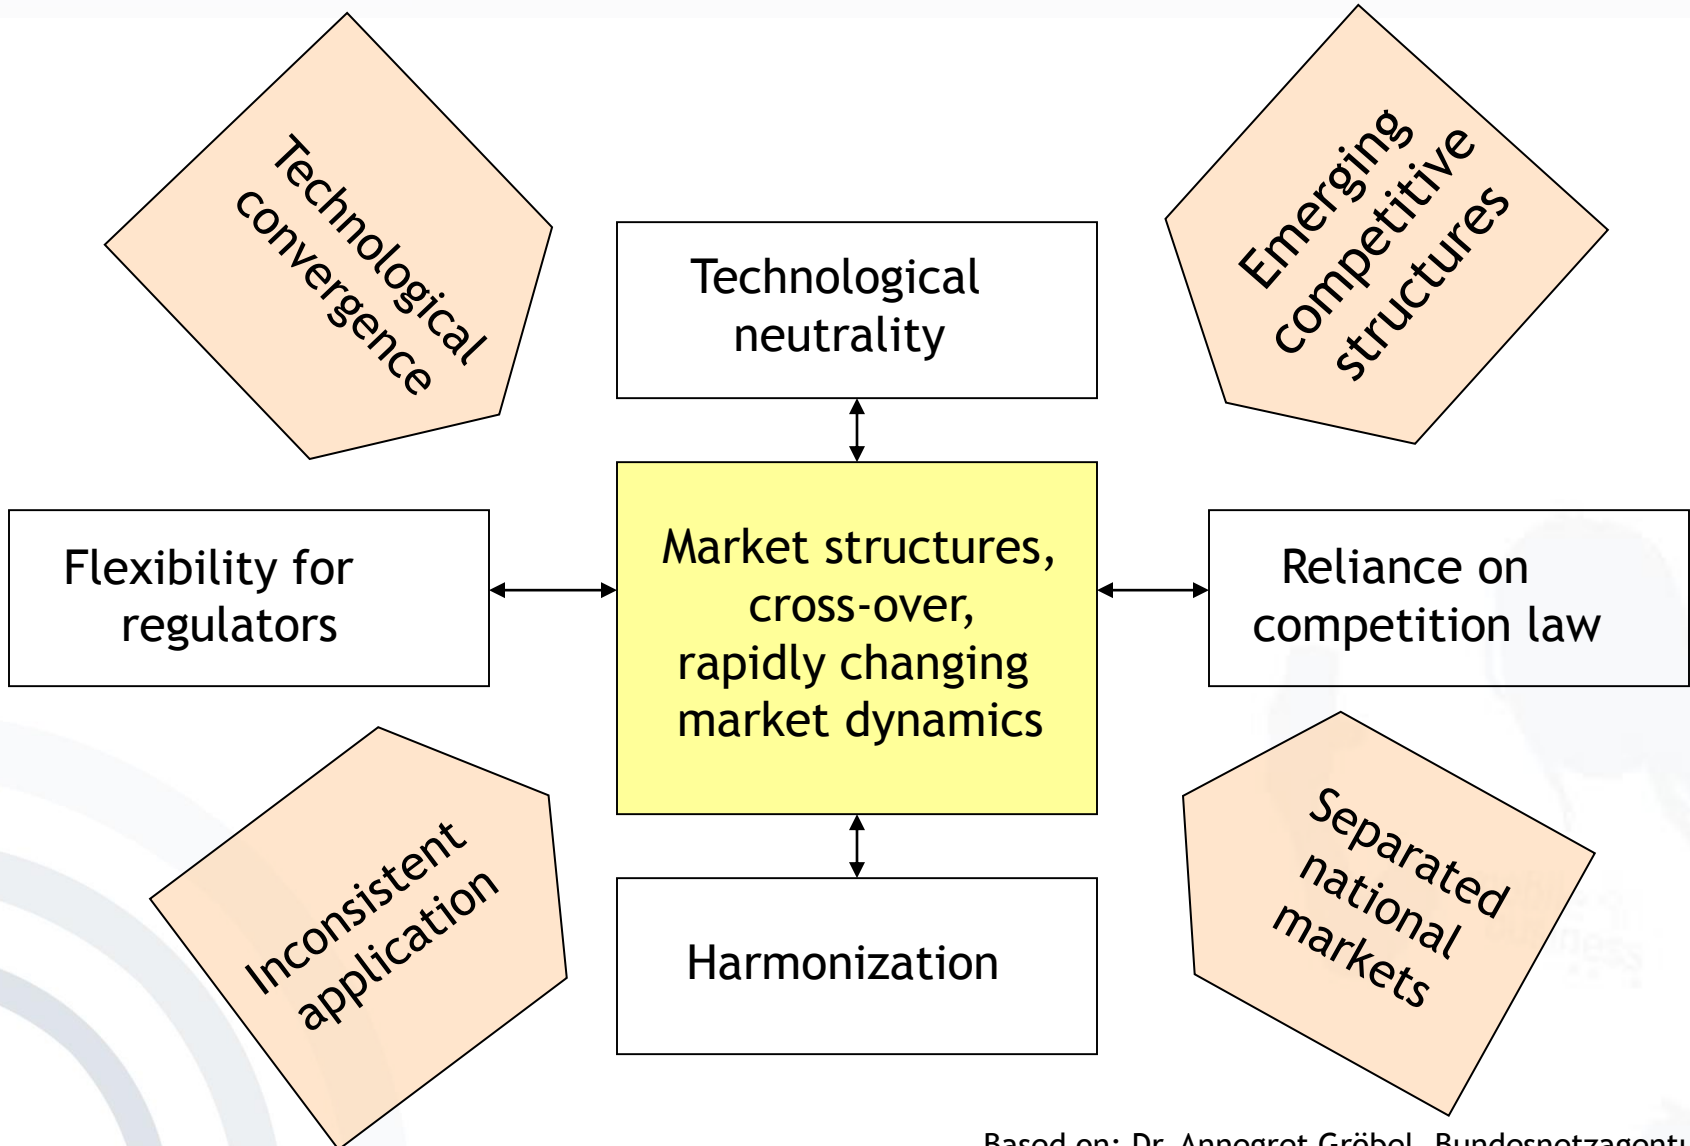 Technological
convergence
Emerging
competitive
structures
Technological
neutrality
Flexibility for
regulators
Market structures,
cross-over,
rapidly changing
market dynamics
Reliance on
competition law
Inconsistent
application
Harmonization
Separated
national
markets
Based on: Dr. Annegret Gröbel, Bundesnetzagentu